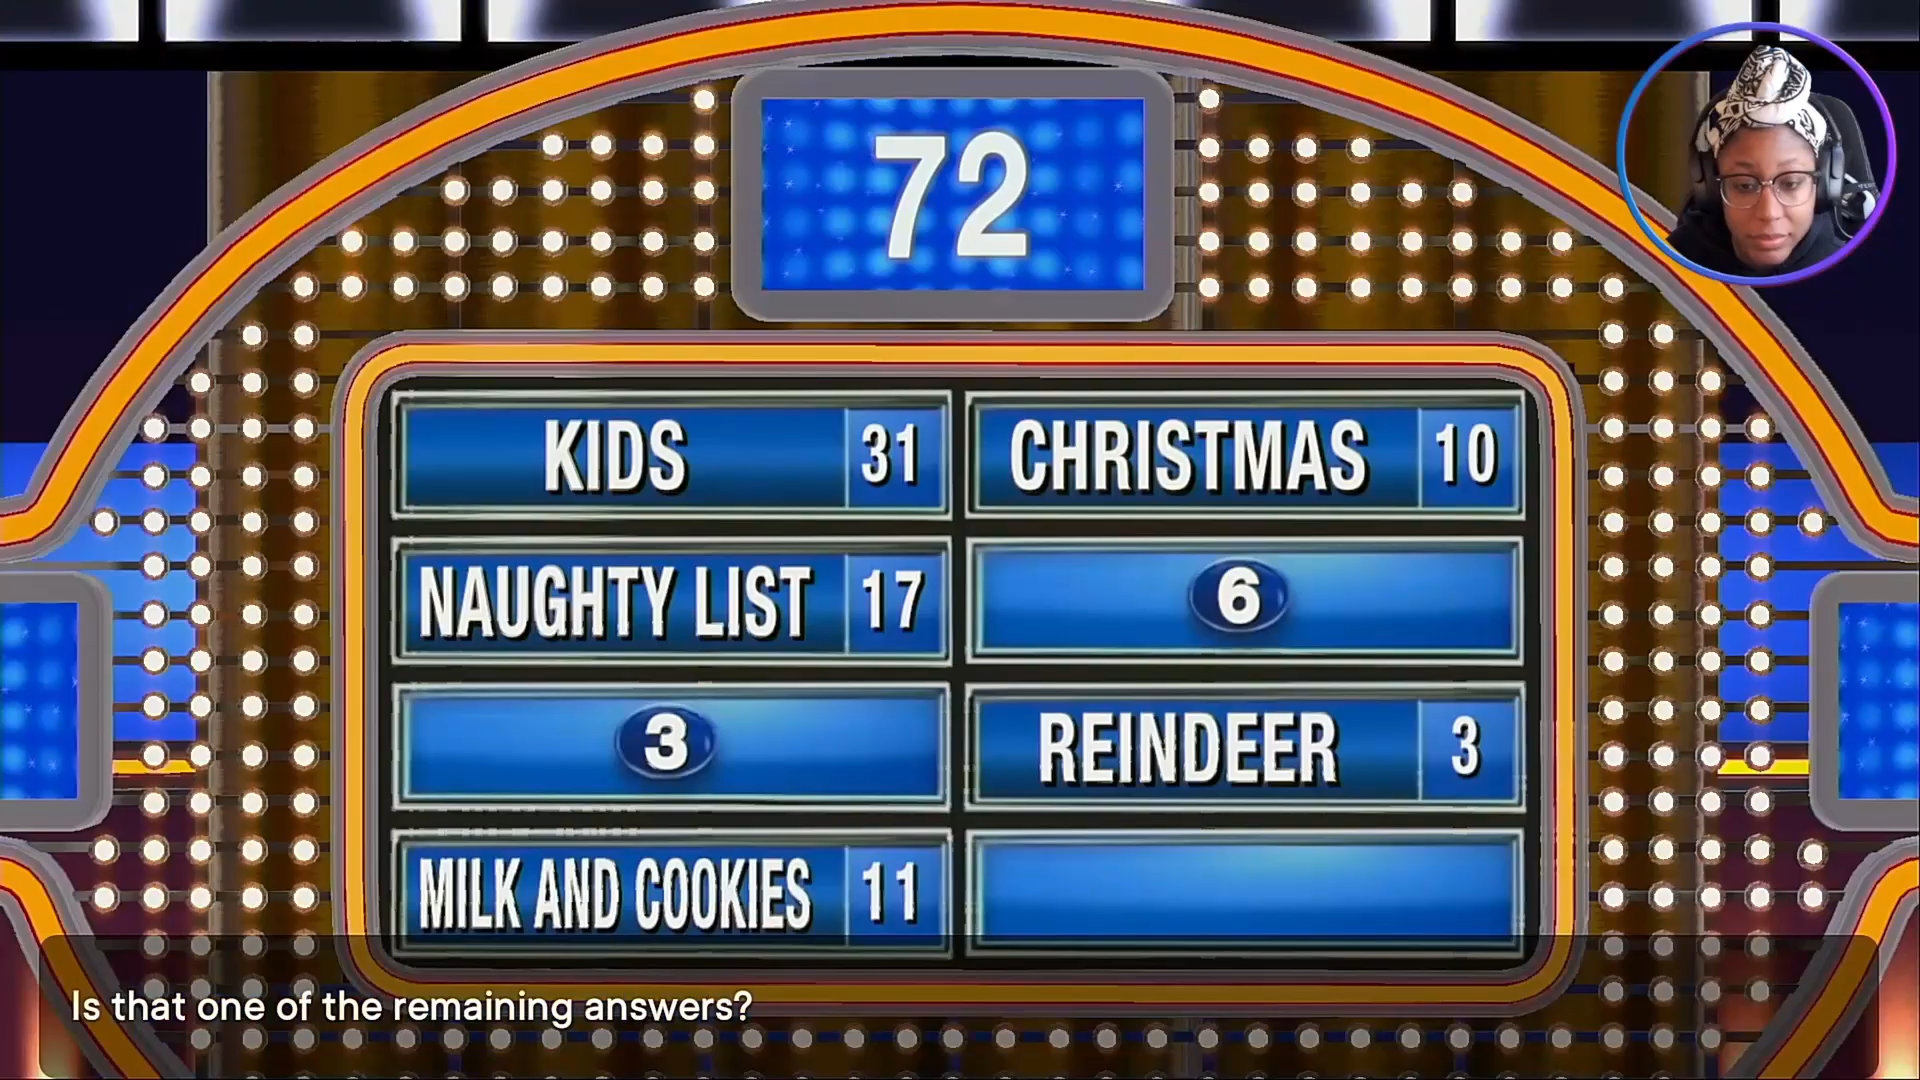 72
KIDS 31
CHRISTMAS 10
NAUGHTY LIST 17
6
3
REINDEER 3
MILK AND COOKIES 11
Is that one of the remaining answers?